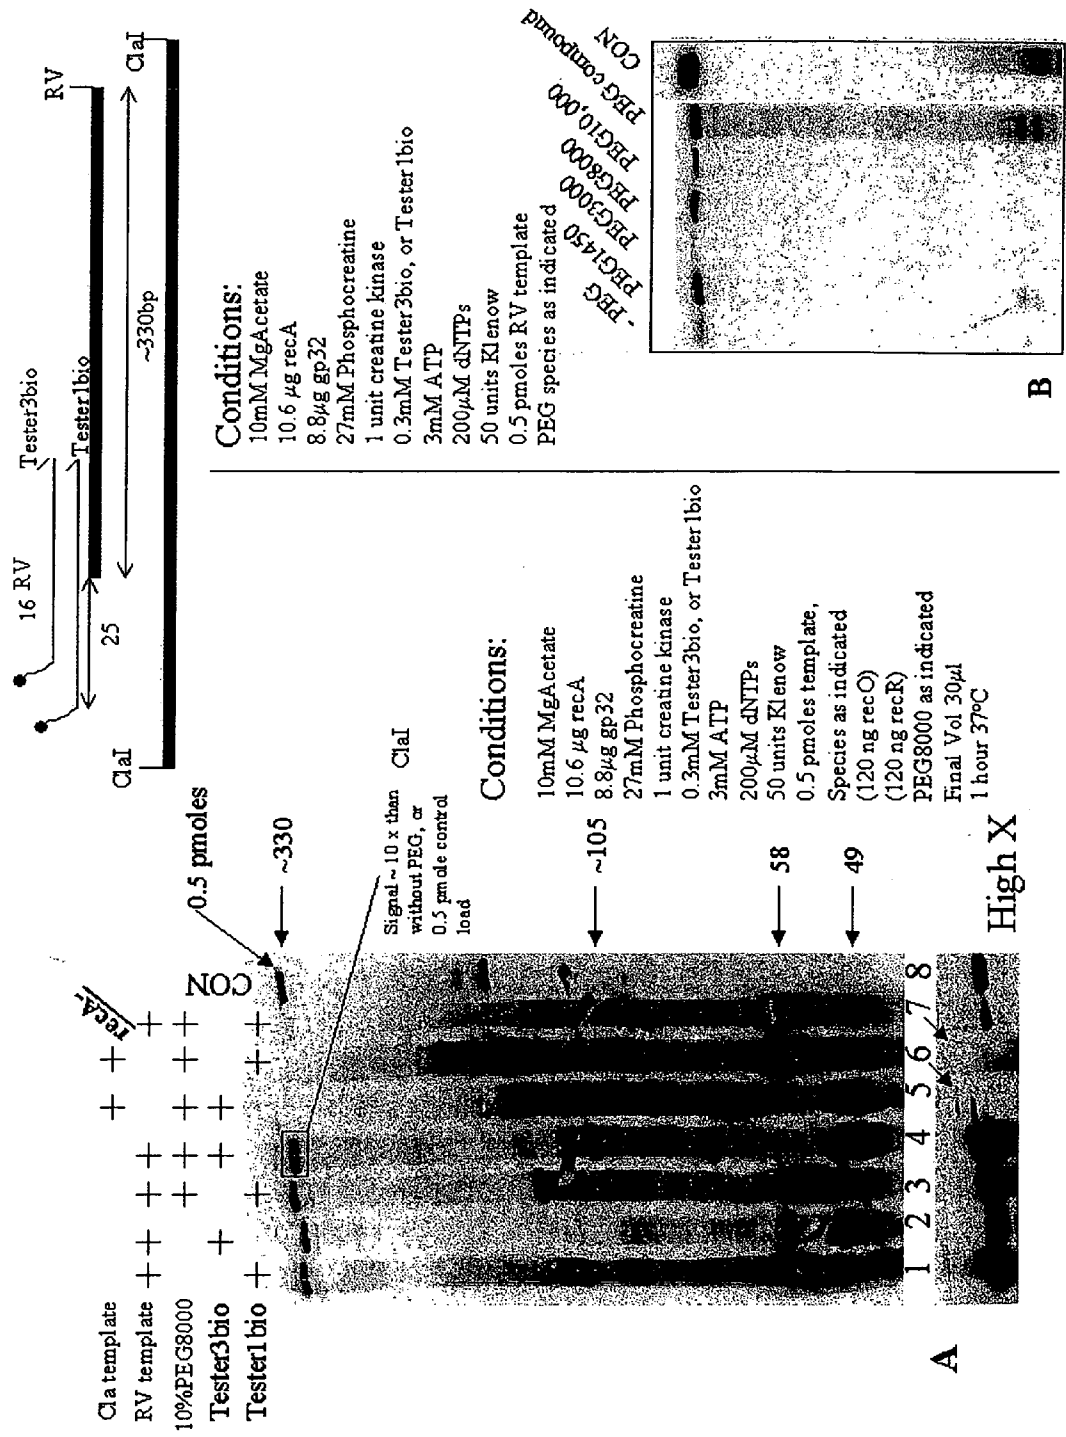 Tester3bio
16 RV
Tester1bio
25
RV
ClaI
ClaI
~330bp
Cla template
RV template
10%PEG8000
Tester3bio
Tester1bio
+ +
+ + + + +
+ + + + +
+ + +
+ + + +
recA-
CON
0.5 pmoles
~330
Signal ~ 10 x than
without PEG, or
0.5 pmole control
load
ClaI
~105
58
49
1 2 3 4 5 6 7 8
High X
A
Conditions:
10mM MgAcetate
10.6 µg recA
8.8µg gp32
27mM Phosphocreatine
1 unit creatine kinase
0.3mM Tester3bio, or Tester1bio
3mM ATP
200µM dNTPs
50 units Klenow
0.5 pmoles template,
Species as indicated
(120 ng recO)
(120 ng recR)
PEG8000 as indicated
Final Vol 30µl
1 hour 37ºC
Conditions:
10mM MgAcetate
10.6 µg recA
8.8µg gp32
27mM Phosphocreatine
1 unit creatine kinase
0.3mM Tester3bio, or Tester1bio
3mM ATP
200µM dNTPs
50 units Klenow
0.5 pmoles RV template
PEG species as indicated
- PEG
PEG1450
PEG3000
PEG8000
PEG10,000
PEG compound
CON
B